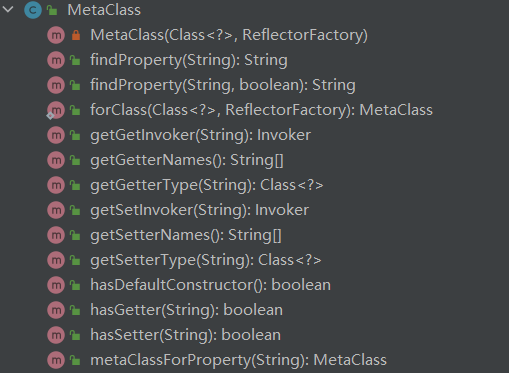 MetaClass
MetaClass(Class<?>, ReflectorFactory)
findProperty(String): String
findProperty(String, boolean): String
forClass(Class<?>, ReflectorFactory): MetaClass
getGetInvoker(String): Invoker
getGetterNames(): String[]
getGetterType(String): Class<?>
getSetInvoker(String): Invoker
getSetterNames(): String[]
getSetterType(String): Class<?>
hasDefaultConstructor(): boolean
hasGetter(String): boolean
hasSetter(String): boolean
metaClassForProperty(String): MetaClass